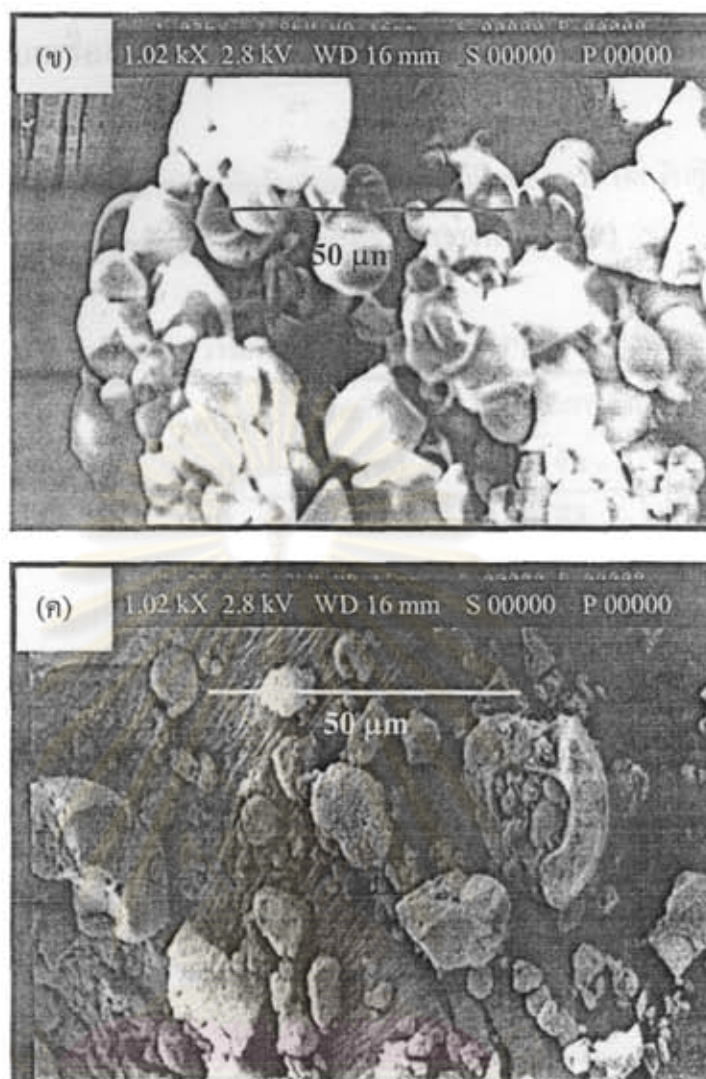 (ข) 1.02 kX 2.8 kV WD 16 mm S 00000 P 00000
50 µm
(ค) 1.02 kX 2.8 kV WD 16 mm S 00000 P 00000
50 µm